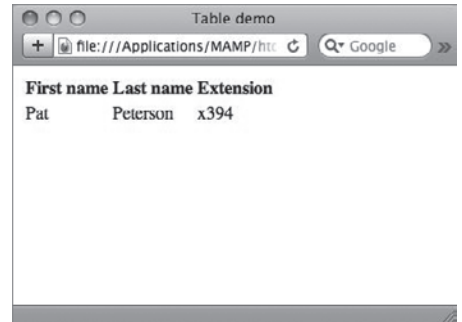 Table demo
+ file:///Applications/MAMP/htc Google »
First name Last name Extension
Pat Peterson x394